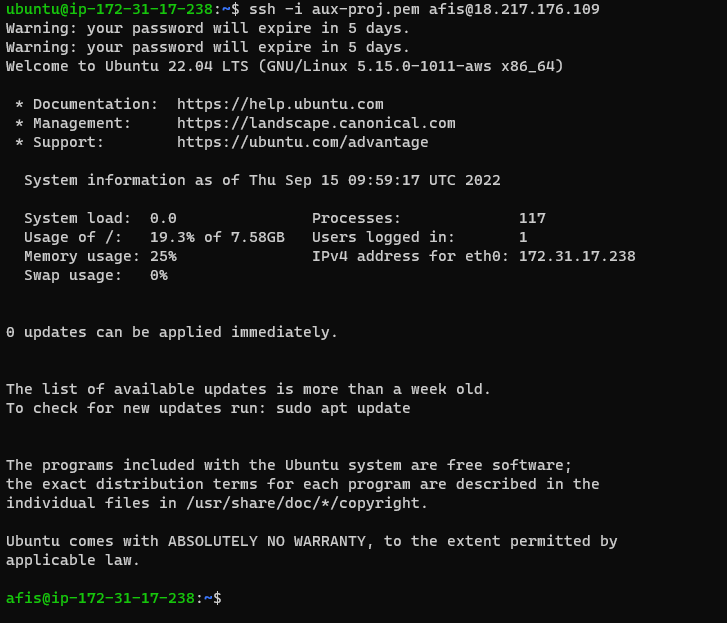 ubuntu@ip-172-31-17-238:~$ ssh -i aux-proj.pem afis@18.217.176.109
Warning: your password will expire in 5 days.
Warning: your password will expire in 5 days.
Welcome to Ubuntu 22.04 LTS (GNU/Linux 5.15.0-1011-aws x86_64)
 * Documentation:  https://help.ubuntu.com
 * Management:     https://landscape.canonical.com
 * Support:        https://ubuntu.com/advantage
  System information as of Thu Sep 15 09:59:17 UTC 2022
  System load:  0.0               Processes:             117
  Usage of /:   19.3% of 7.58GB   Users logged in:       1
  Memory usage: 25%               IPv4 address for eth0: 172.31.17.238
  Swap usage:   0%
0 updates can be applied immediately.
The list of available updates is more than a week old.
To check for new updates run: sudo apt update
The programs included with the Ubuntu system are free software;
the exact distribution terms for each program are described in the
individual files in /usr/share/doc/*/copyright.
Ubuntu comes with ABSOLUTELY NO WARRANTY, to the extent permitted by
applicable law.
afis@ip-172-31-17-238:~$